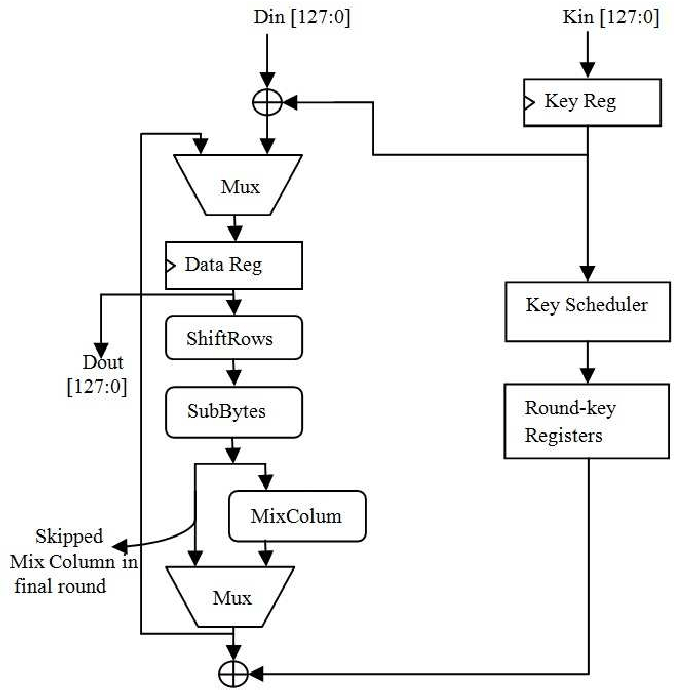 Din [127:0]
Kin [127:0]
Key Reg
Mux
Data Reg
Key Scheduler
ShiftRows
Dout
[127:0]
SubBytes
Round-key
Registers
MixColum
Skipped
Mix Column in
final round
Mux